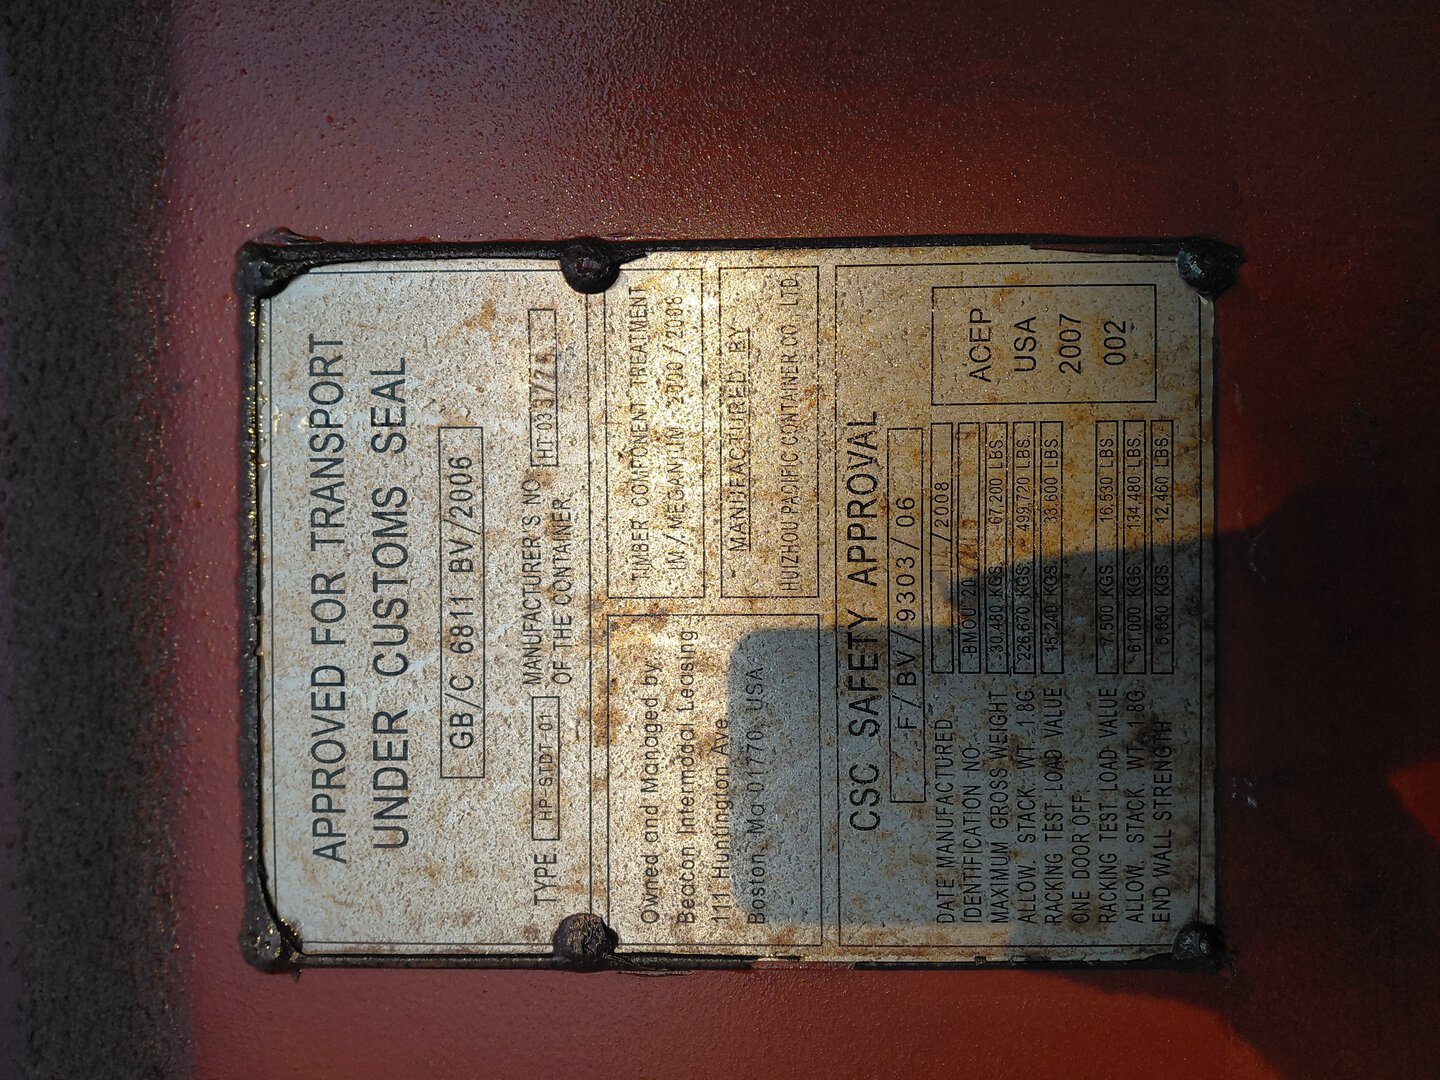 APPROVED FOR TRANSPORT
UNDER CUSTOMS SEAL
GB/C 6811 BV/2006
TYPE HP-STDT-01 MANUFACTURER'S NO. OF THE CONTAINER
TIMBER COMPONENT TREATMENT
IM/MEGANIUM 2000/2006
MANUFACTURED BY
HUIZHOU PACIFIC CONTAINER CO., LTD.
Owned and Managed by:
Beacon Intermodal Leasing
111 Huntington Ave
Boston, Ma 01770, USA.
CSC SAFETY APPROVAL
F/BV/9303/06
DATE MANUFACTURED /2008
IDENTIFICATION NO. BMOU 20
MAXIMUM GROSS WEIGHT 30,480 KGS. 67,200 LBS.
ALLOW. STACK. WT. 1.8G. 226,670 KGS. 499,720 LBS.
RACKING TEST LOAD VALUE 15,240 KGS. 33,600 LBS.
ONE DOOR OFF:
RACKING TEST LOAD VALUE 7,500 KGS. 16,530 LBS.
ALLOW. STACK. WT. 1.8G. 61,000 KGS. 134,480 LBS.
END WALL STRENGTH KGS. 12,460 LBS.
ACEP
USA
2007
002